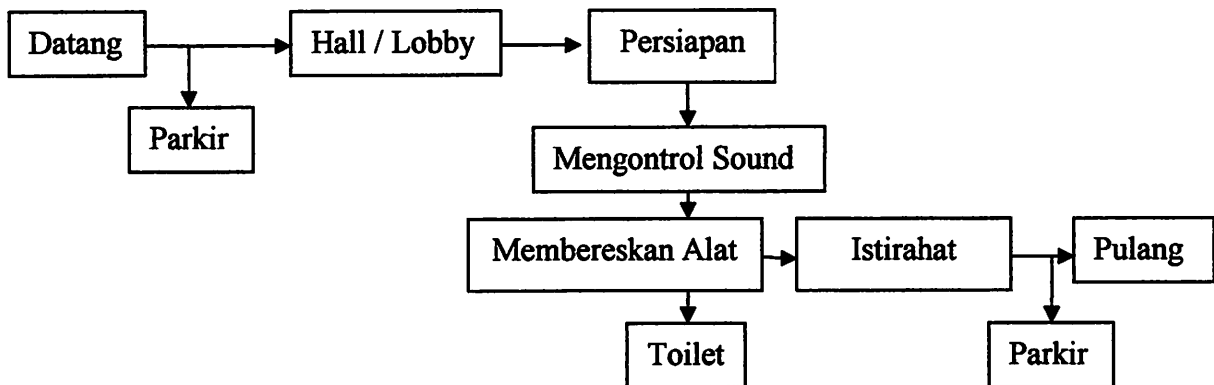 Datang
Hall / Lobby
Persiapan
Parkir
Mengontrol Sound
Membereskan Alat
Istirahat
Pulang
Toilet
Parkir